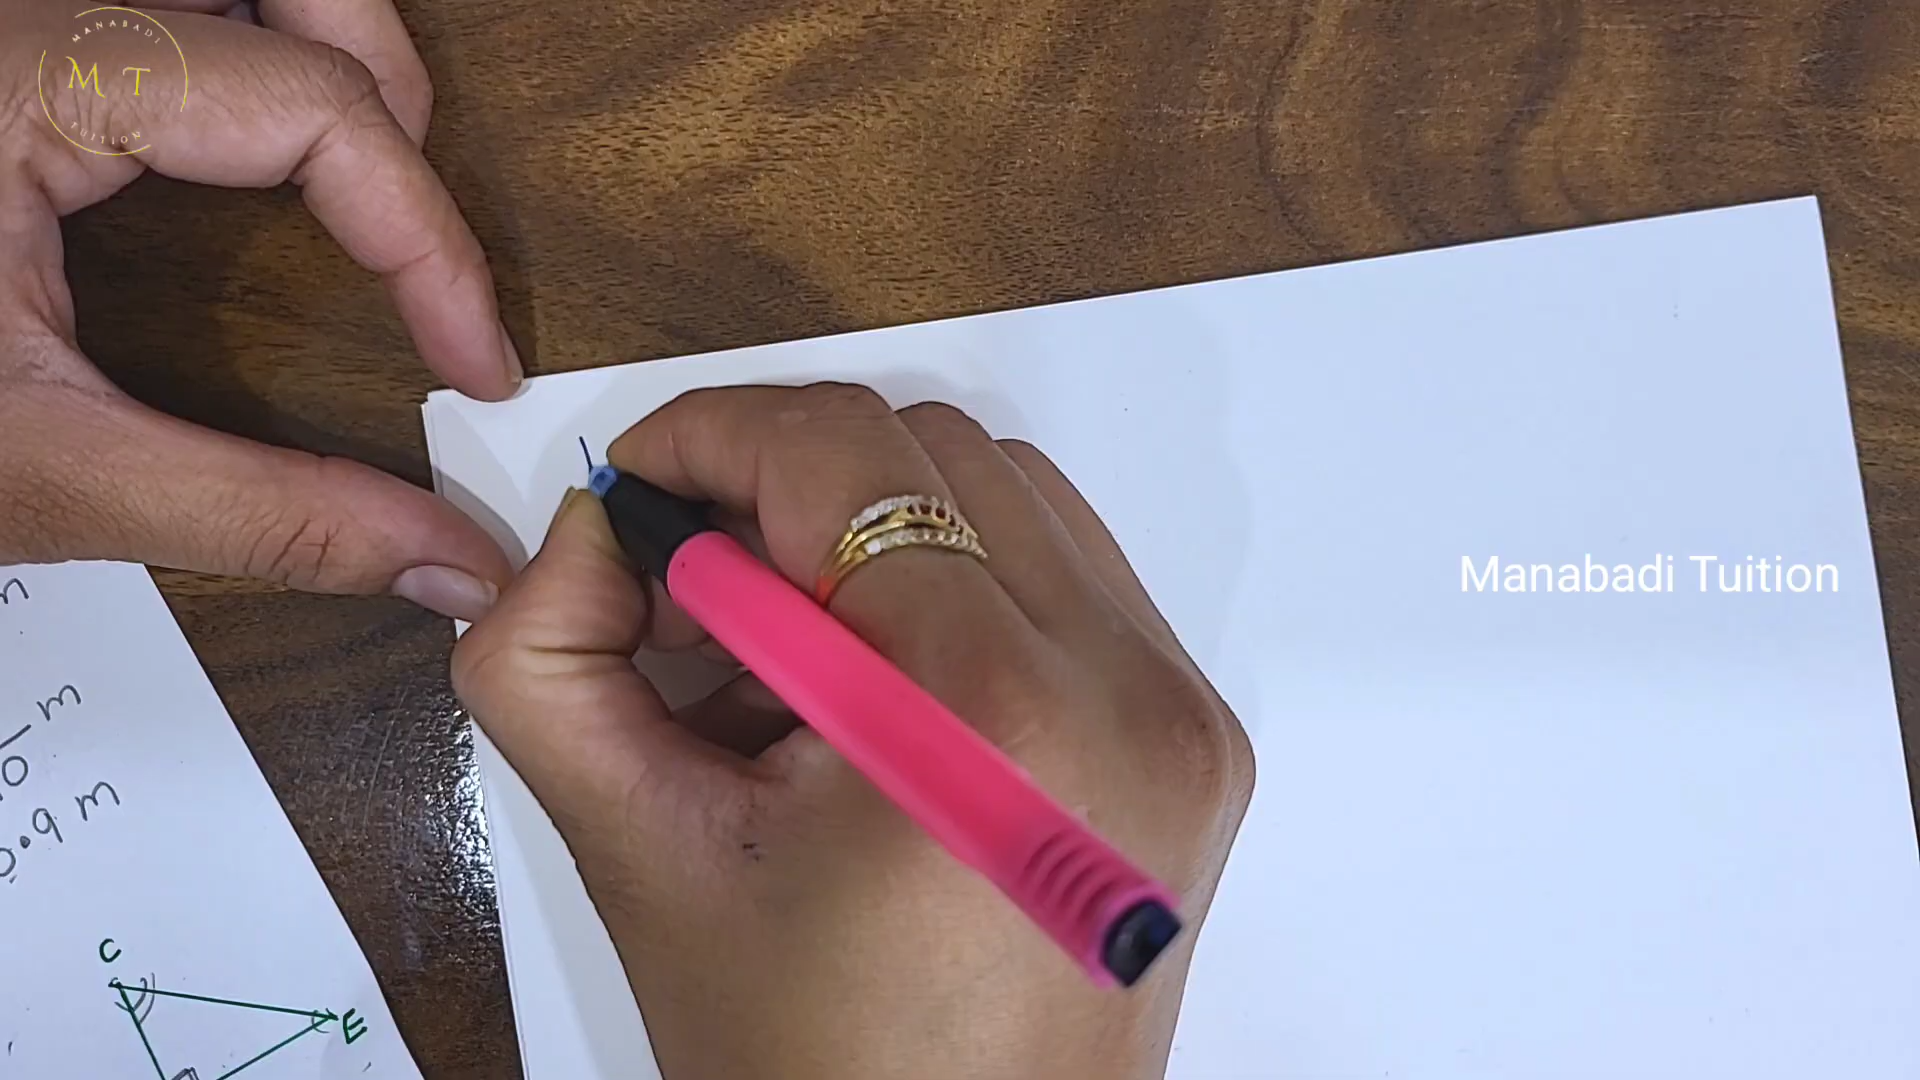 MANABADI
M T
TUITION
Manabadi Tuition
m
m
0
0.9 m
C
E